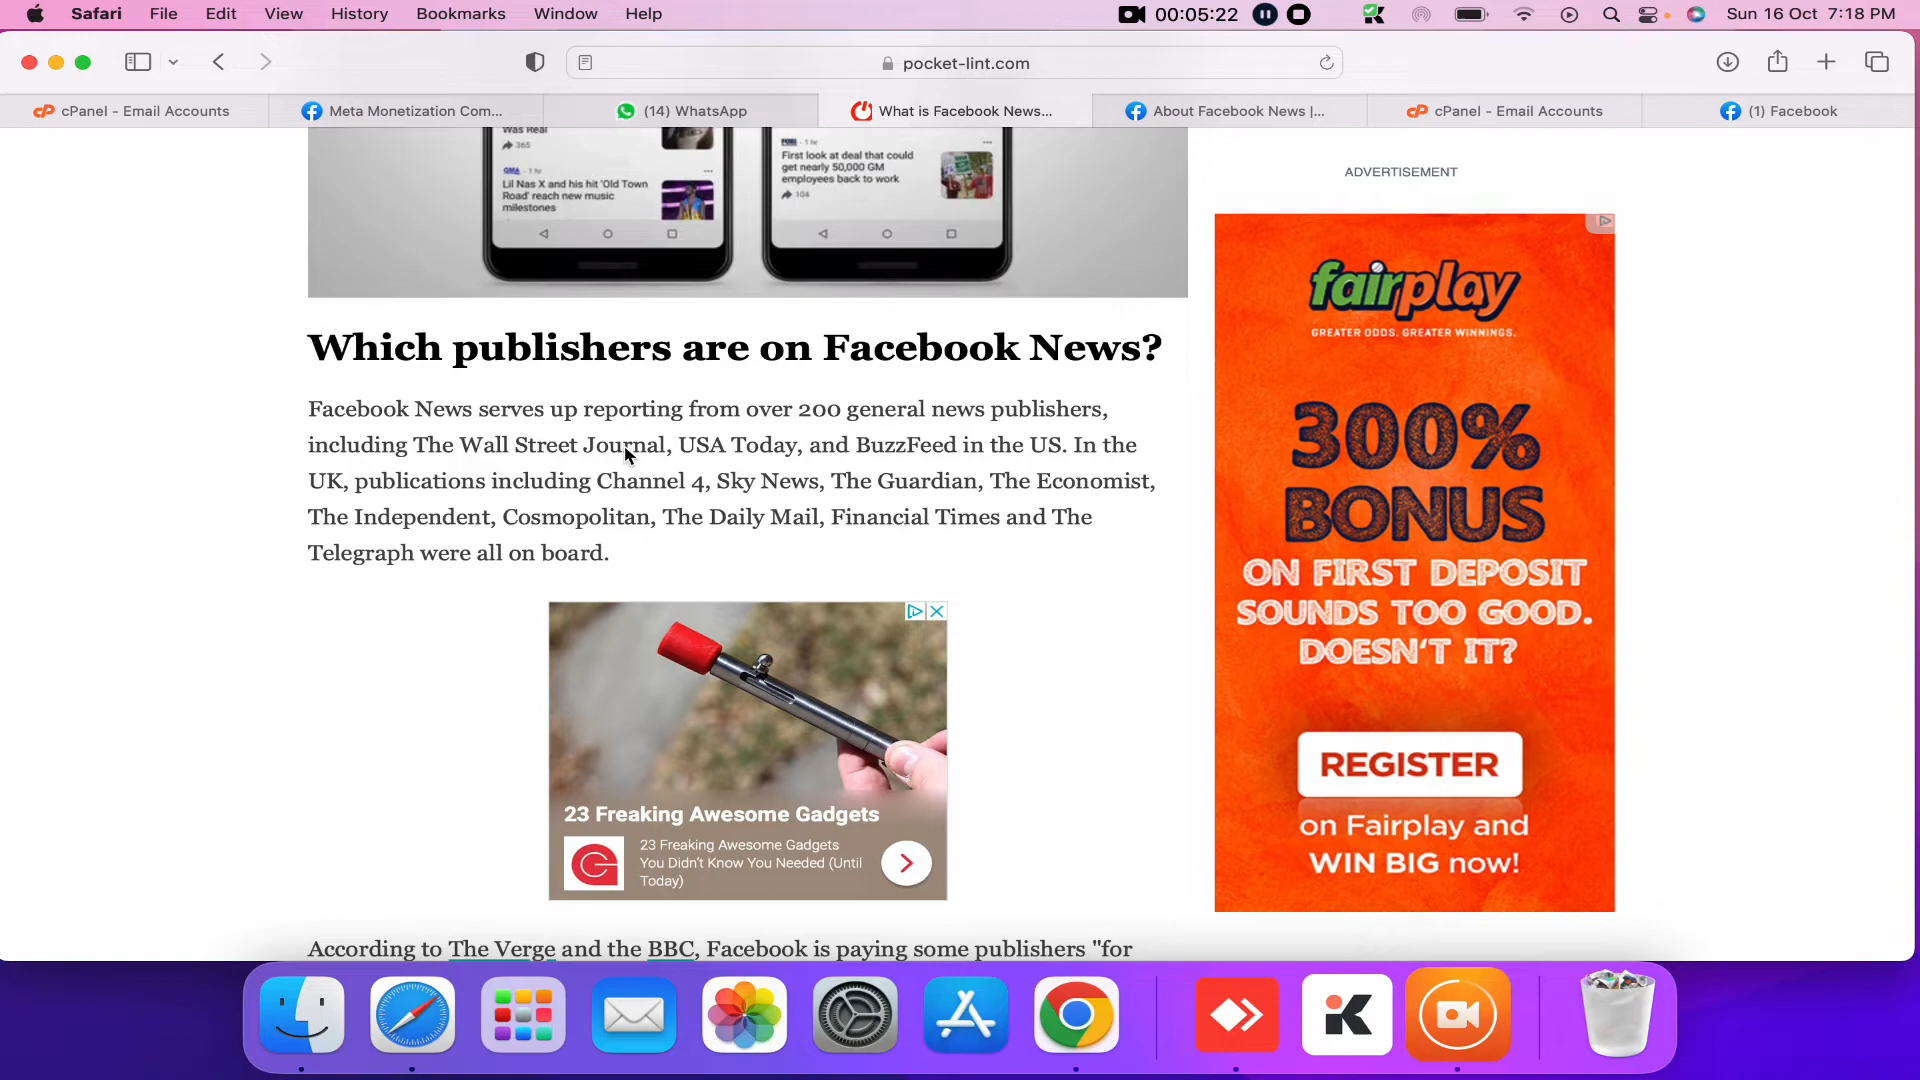 Safari File Edit View History Bookmarks Window Help 00:05:22 Sun 16 Oct 7:18 PM
pocket-lint.com
cPanel - Email Accounts
Meta Monetization Com...
(14) WhatsApp
What is Facebook News...
About Facebook News |...
cPanel - Email Accounts
(1) Facebook
Was Real
365
GMA · 1 hr
Lil Nas X and his hit 'Old Town
Road' reach new music
milestones
1 hr
First look at deal that could
get nearly 50,000 GM
employees back to work
104
Which publishers are on Facebook News?
Facebook News serves up reporting from over 200 general news publishers,
including The Wall Street Journal, USA Today, and BuzzFeed in the US. In the
UK, publications including Channel 4, Sky News, The Guardian, The Economist,
The Independent, Cosmopolitan, The Daily Mail, Financial Times and The
Telegraph were all on board.
23 Freaking Awesome Gadgets
23 Freaking Awesome Gadgets
You Didn't Know You Needed (Until
Today)
According to The Verge and the BBC, Facebook is paying some publishers "for
ADVERTISEMENT
fairplay
GREATER ODDS. GREATER WINNINGS.
300%
BONUS
ON FIRST DEPOSIT
SOUNDS TOO GOOD.
DOESN'T IT?
REGISTER
on Fairplay and
WIN BIG now!